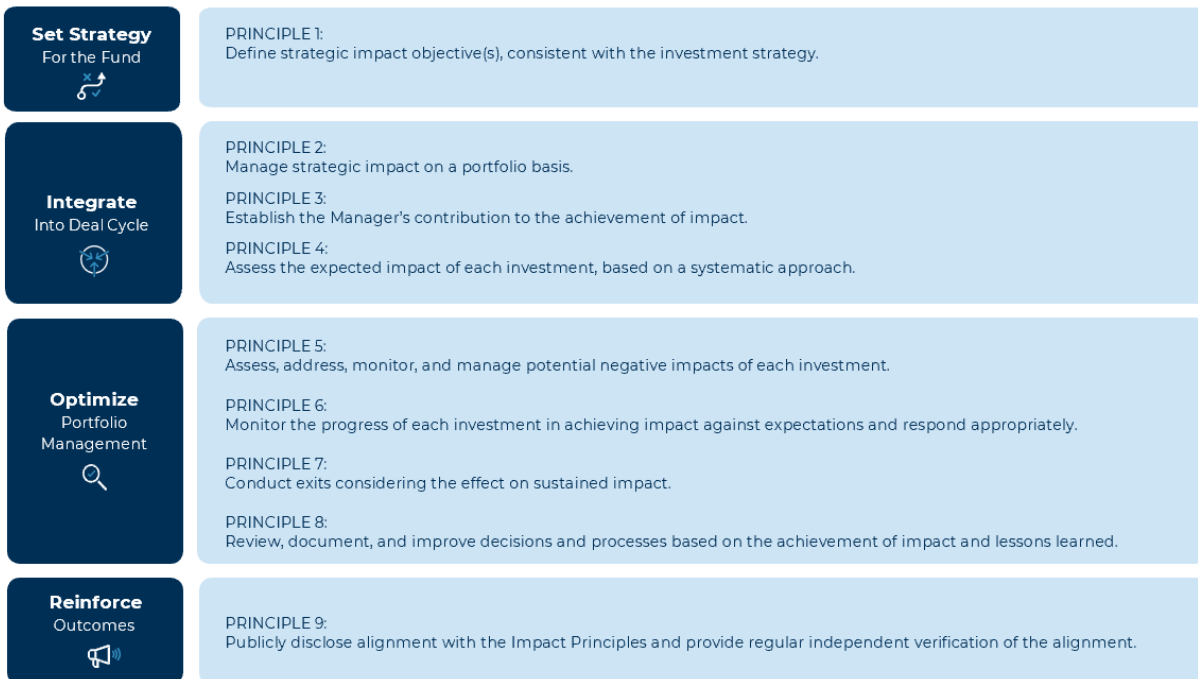 Set Strategy
For the Fund
PRINCIPLE 1:
Define strategic impact objective(s), consistent with the investment strategy.
Integrate
Into Deal Cycle
PRINCIPLE 2:
Manage strategic impact on a portfolio basis.
PRINCIPLE 3:
Establish the Manager's contribution to the achievement of impact.
PRINCIPLE 4:
Assess the expected impact of each investment, based on a systematic approach.
Optimize
Portfolio
Management
PRINCIPLE 5:
Assess, address, monitor, and manage potential negative impacts of each investment.
PRINCIPLE 6:
Monitor the progress of each investment in achieving impact against expectations and respond appropriately.
PRINCIPLE 7:
Conduct exits considering the effect on sustained impact.
PRINCIPLE 8:
Review, document, and improve decisions and processes based on the achievement of impact and lessons learned.
Reinforce
Outcomes
PRINCIPLE 9:
Publicly disclose alignment with the Impact Principles and provide regular independent verification of the alignment.